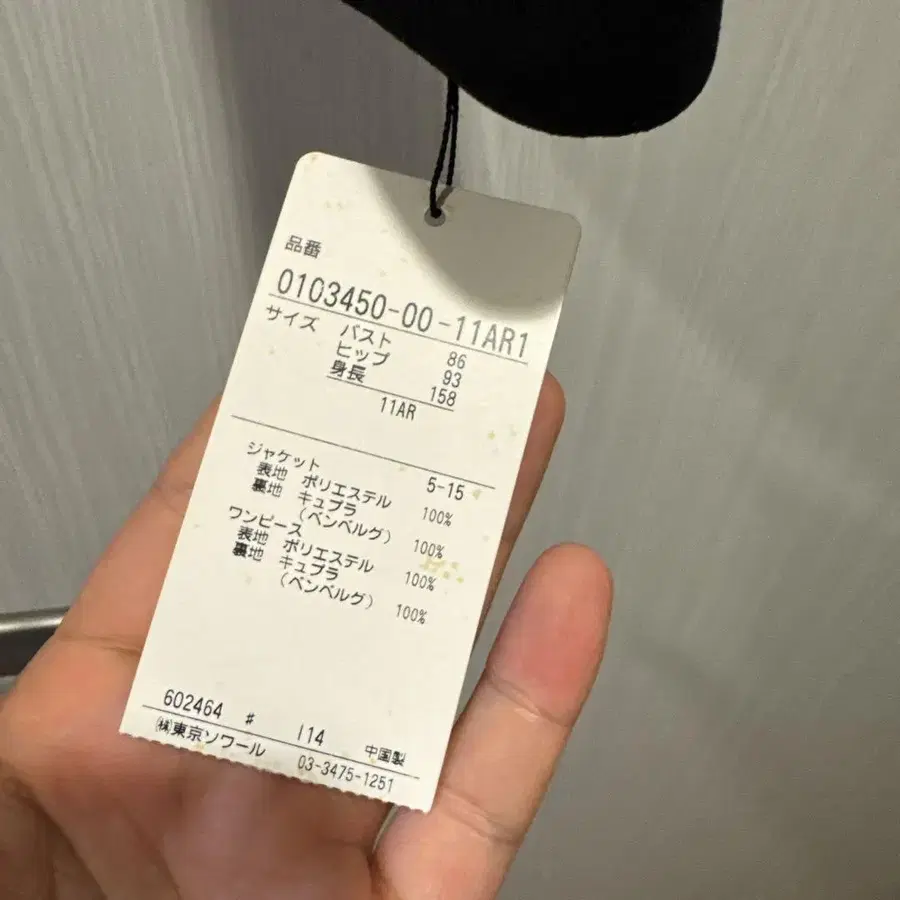 品番
0103450-00-11AR1
サイズ バスト 86
ヒップ 93
身長 158
11AR
ジャケット 5-15
表地 ポリエステル 100%
裏地 キュプラ
(ベンベルグ) 100%
ワンピース
表地 ポリエステル 100%
裏地 キュプラ
(ベンベルグ) 100%
602464 # I14 中国製
㈱東京ソワール 03-3475-1251